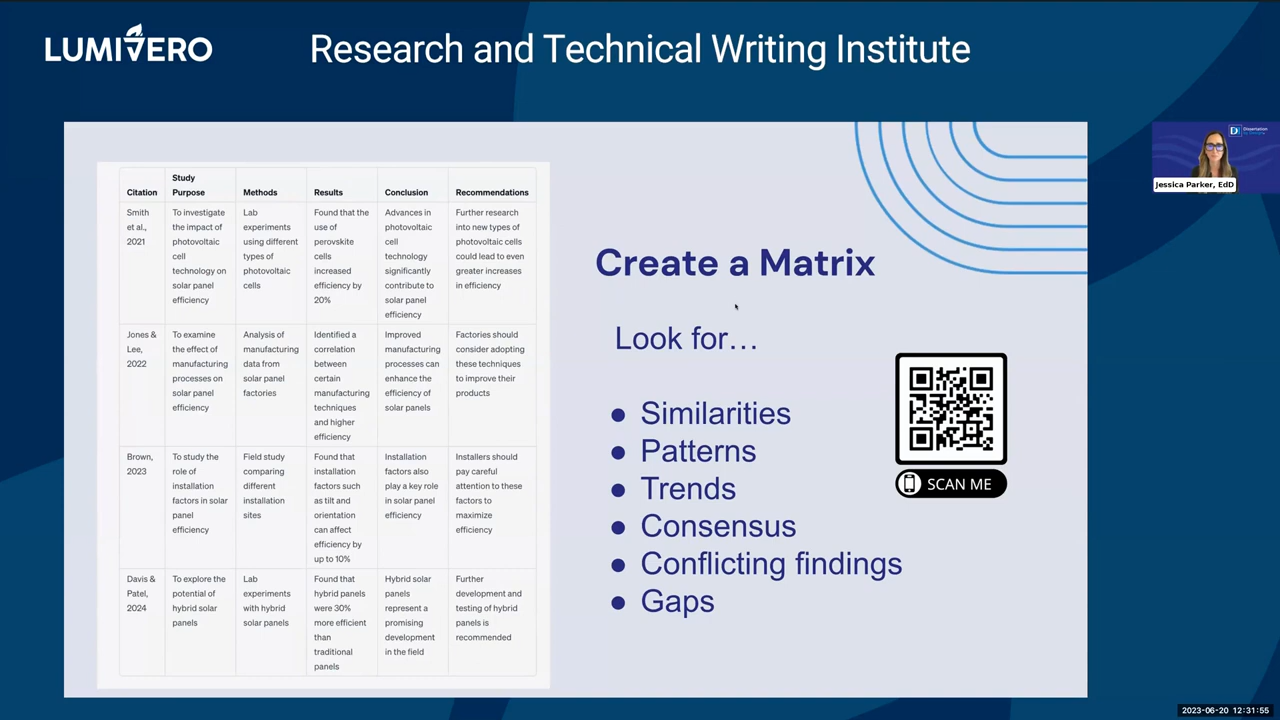 LUMIVERO
Research and Technical Writing Institute
Dissertation
Jessica Parker, EdD
Citation
Study
Purpose
Methods
Results
Conclusion
Recommendations
Smith
et al.,
2021
To investigate
the impact of
photovoltaic
cell
technology on
solar panel
efficiency
Lab
experiments
using different
types of
photovoltaic
cells
Found that the
use of
perovskite
cells
increased
efficiency by
20%
Advances in
photovoltaic
cell
technology
significantly
contribute to
solar panel
efficiency
Further research
into new types of
photovoltaic cells
could lead to even
greater increases
in efficiency
Jones &
Lee,
2022
To examine
the effect of
manufacturing
processes on
solar panel
efficiency
Analysis of
manufacturing
data from
solar panel
factories
Identified a
correlation
between
certain
manufacturing
techniques
and higher
efficiency
Improved
manufacturing
processes can
enhance the
efficiency of
solar panels
Factories should
consider adopting
these techniques
to improve their
products
Brown,
2023
To study the
role of
installation
factors in solar
panel
efficiency
Field study
comparing
different
installation
sites
Found that
installation
factors such
as tilt and
orientation
can affect
efficiency by
up to 10%
Installation
factors also
play a key role
in solar panel
efficiency
Installers should
pay careful
attention to these
factors to
maximize
efficiency
Davis &
Patel,
2024
To explore the
potential of
hybrid solar
panels
Lab
experiments
with hybrid
solar panels
Found that
hybrid panels
were 30%
more efficient
than
traditional
panels
Hybrid solar
panels
represent a
promising
development
in the field
Further
development and
testing of hybrid
panels is
recommended
Create a Matrix
Look for…
● Similarities
● Patterns
● Trends
● Consensus
● Conflicting findings
● Gaps
SCAN ME
2023-06-20 12:31:55